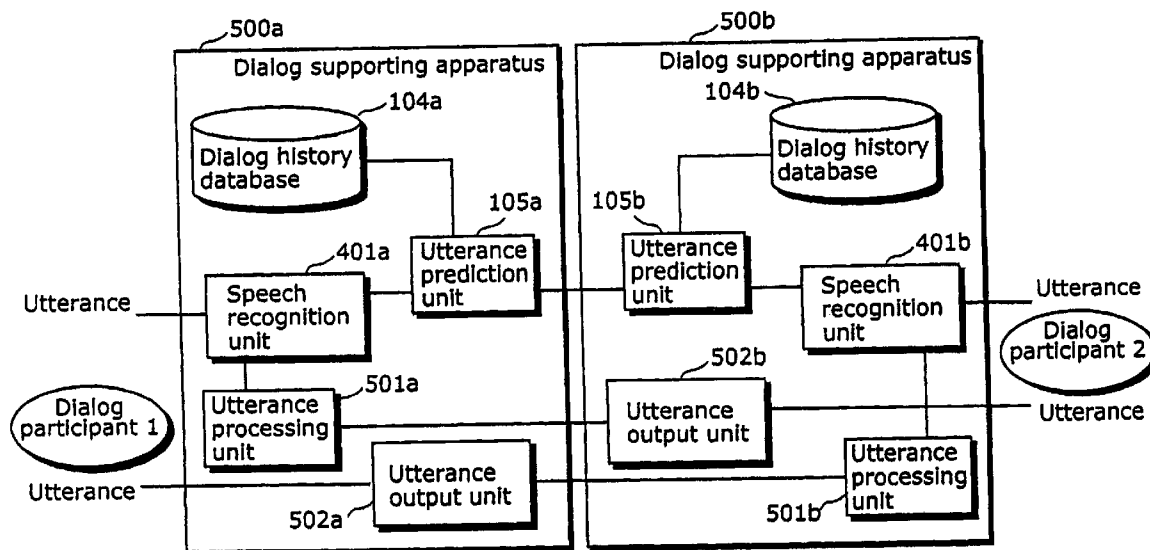 500a
500b
Dialog supporting apparatus
Dialog supporting apparatus
104a
104b
Dialog history
database
Dialog history
database
105a
105b
401a
401b
Utterance
prediction
unit
Utterance
prediction
unit
Utterance
Speech
recognition
unit
Speech
recognition
unit
Utterance
Dialog
participant 2
502b
501a
Dialog
participant 1
Utterance
processing
unit
Utterance
output unit
Utterance
Utterance
Utterance
output unit
502a
Utterance
processing
unit
501b